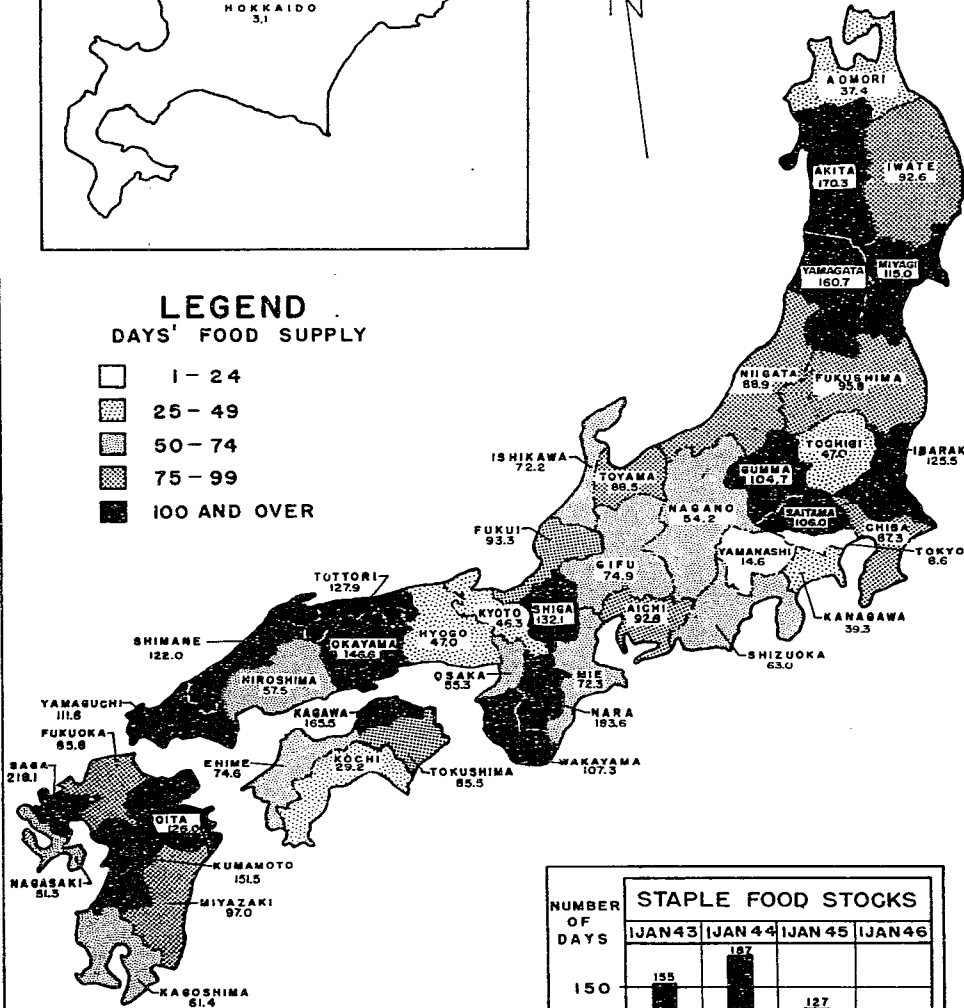 HOKKAIDO
3.1
N
AOMORI
37.4
AKITA
170.3
IWATE
92.6
YAMAGATA
160.7
MIYAGI
115.0
LEGEND
DAYS' FOOD SUPPLY
1 - 24
25 - 49
50 - 74
75 - 99
100 AND OVER
NIIGATA
88.9
FUKUSHIMA
95.8
ISHIKAWA
72.2
TOYAMA
88.5
GUMMA
104.7
TOCHIGI
47.0
IBARAK
125.5
NAGANO
54.2
SAITAMA
106.0
CHIBA
87.3
FUKUI
93.3
GIFU
74.9
YAMANASHI
14.6
TOKYO
8.6
TOTTORI
127.9
KYOTO
46.3
SHIGA
132.1
AICHI
92.8
KANAGAWA
39.3
SHIMANE
122.0
OKAYAMA
146.6
HYOGO
47.0
SHIZUOKA
63.0
HIROSHIMA
57.5
OSAKA
55.3
MIE
72.3
YAMAGUCHI
111.6
KAGAWA
165.5
NARA
183.6
FUKUOKA
85.8
WAKAYAMA
107.3
SAGA
218.1
EHIME
74.6
KOCHI
29.2
TOKUSHIMA
85.5
OITA
126.0
KUMAMOTO
151.5
NAGASAKI
51.3
MIYAZAKI
97.0
KAGOSHIMA
61.4
STAPLE FOOD STOCKS
NUMBER
OF
DAYS
1JAN43 1JAN44 1JAN45 1JAN46
187
155
150
127